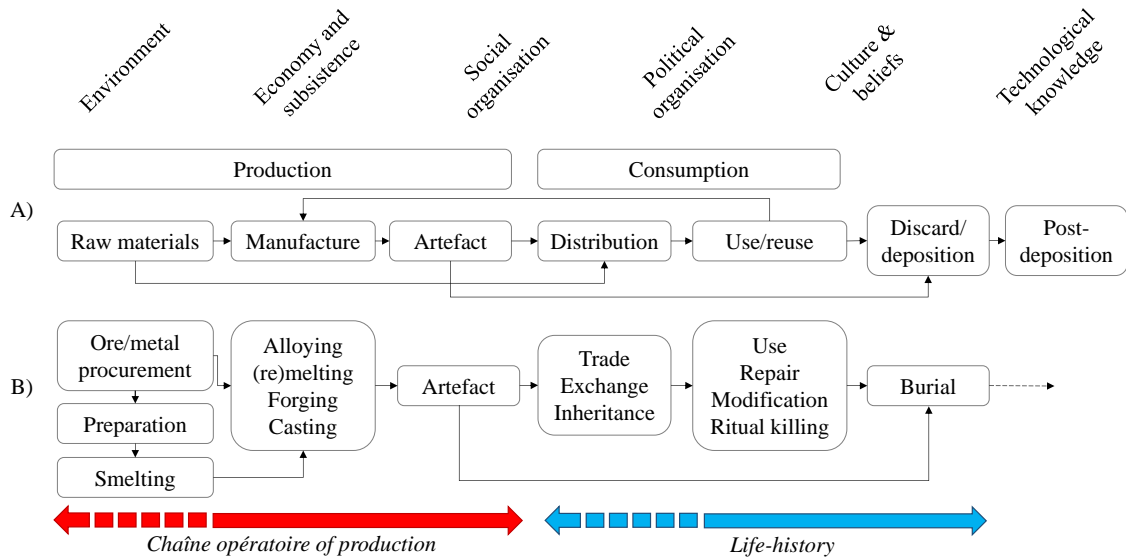 Environment
Economy and
subsistence
Social
organisation
Political
organisation
Culture &
beliefs
Technological
knowledge
Production
Consumption
A)
Raw materials
Manufacture
Artefact
Distribution
Use/reuse
Discard/
deposition
Post-
deposition
B)
Ore/metal
procurement
Preparation
Smelting
Alloying
(re)melting
Forging
Casting
Artefact
Trade
Exchange
Inheritance
Use
Repair
Modification
Ritual killing
Burial
Chaîne opératoire of production
Life-history